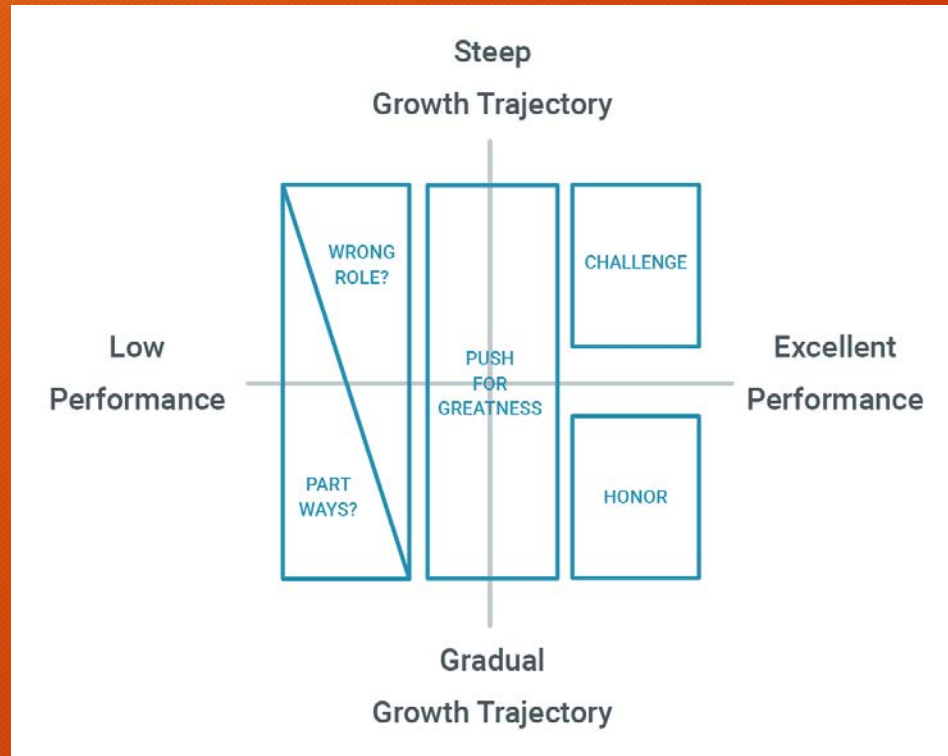 Steep
Growth Trajectory
WRONG
ROLE?
CHALLENGE
Low
Performance
PUSH
FOR
GREATNESS
Excellent
Performance
PART
WAYS?
HONOR
Gradual
Growth Trajectory